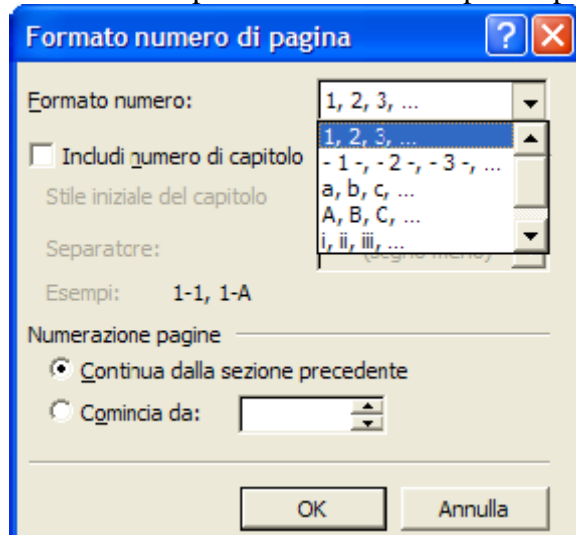 Formato numero di pagina
Formato numero: 1, 2, 3, ...
1, 2, 3, ...
Includi numero di capitolo - 1 -, - 2 -, - 3 -, ...
a, b, c, ...
Stile iniziale del capitolo
A, B, C, ...
i, ii, iii, ...
Separatore:
Esempi: 1-1, 1-A
Numerazione pagine
Continua dalla sezione precedente
Comincia da:
OK Annulla